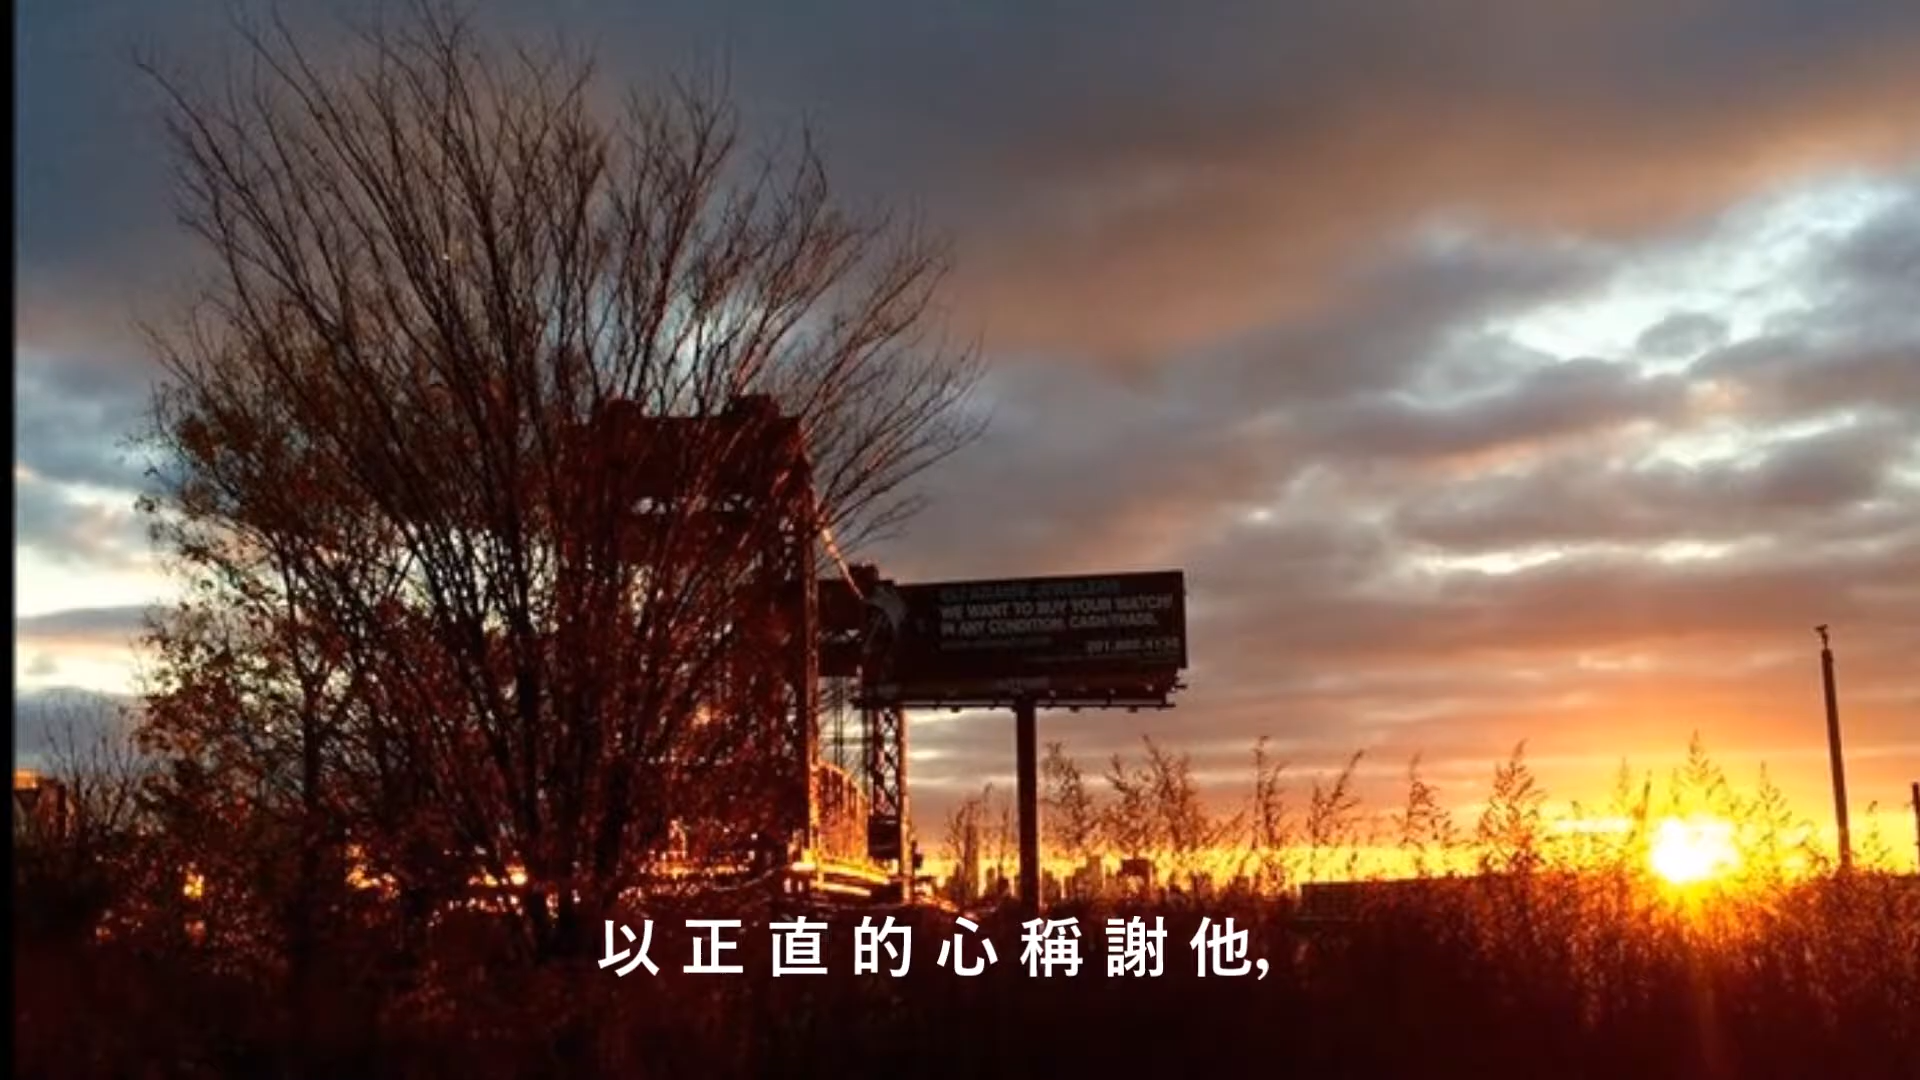 WE WANT TO BUY YOUR WATCH!
IN ANY CONDITION. CASH/TRADE.
以正直的心稱謝他,